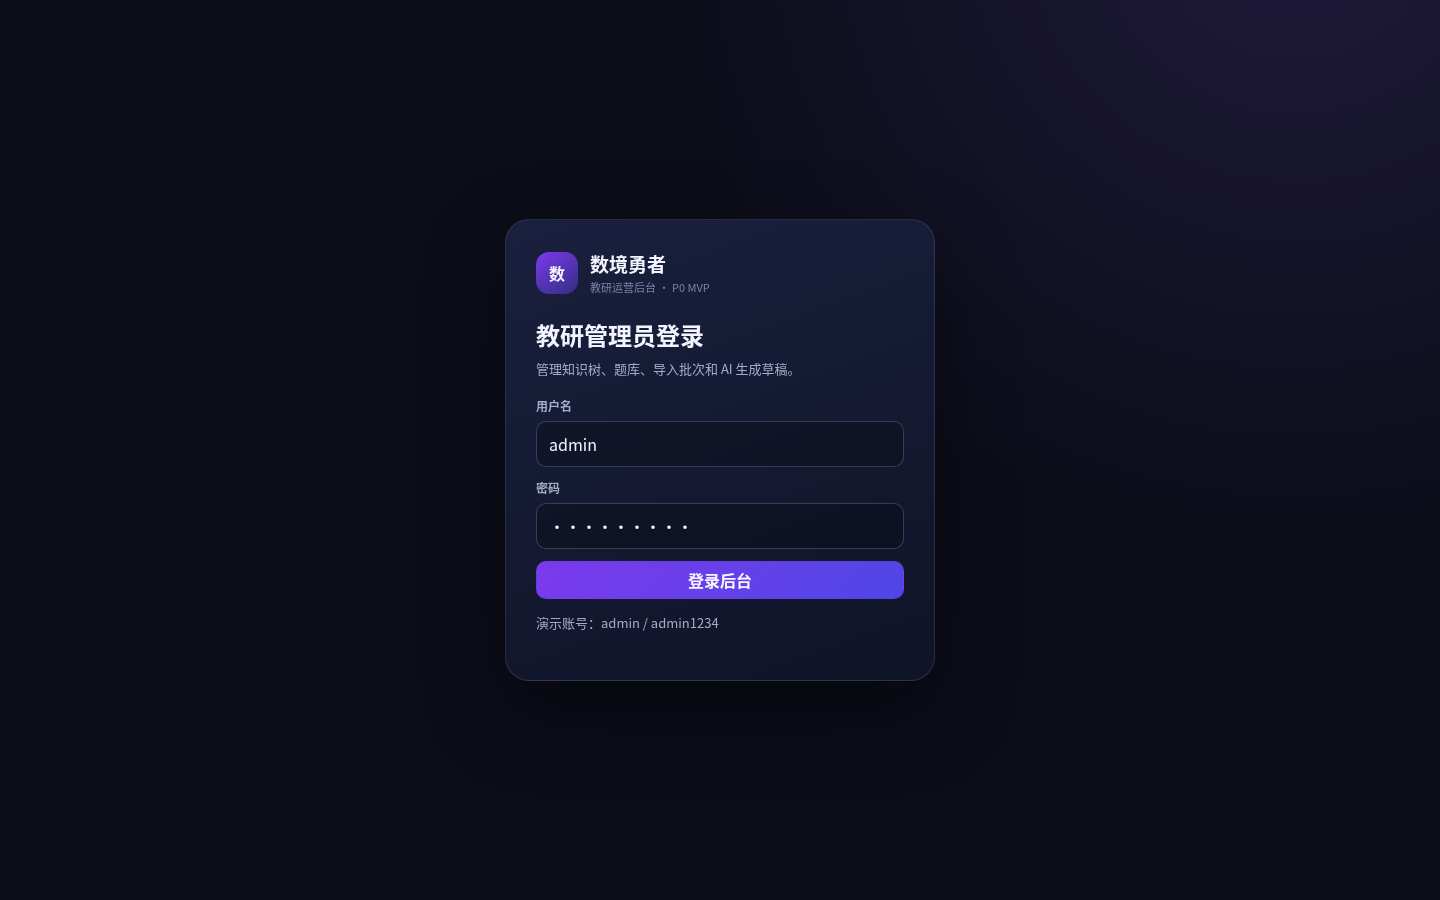 数
数境勇者
教研运营后台 · P0 MVP
教研管理员登录
管理知识树、题库、导入批次和 AI 生成草稿。
用户名
admin
密码
•••••••••
登录后台
演示账号：admin / admin1234